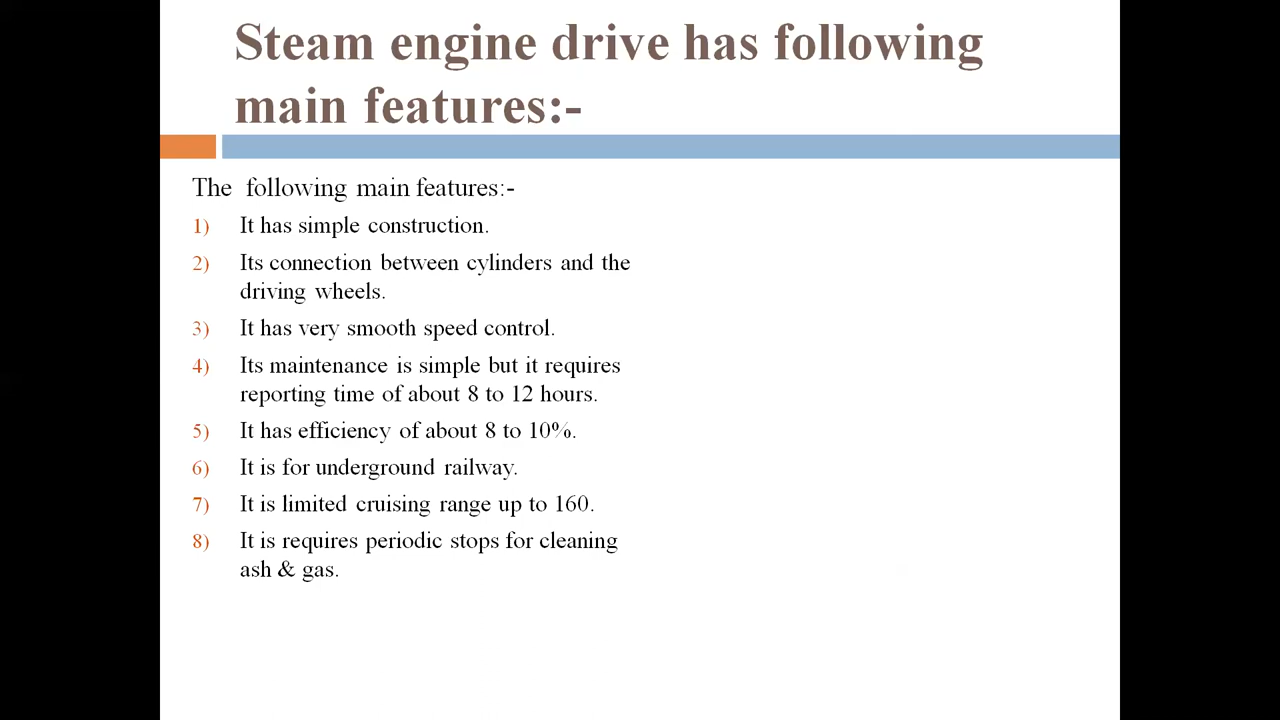 Steam engine drive has following
main features:-
The following main features:-
1) It has simple construction.
2) Its connection between cylinders and the
driving wheels.
3) It has very smooth speed control.
4) Its maintenance is simple but it requires
reporting time of about 8 to 12 hours.
5) It has efficiency of about 8 to 10%.
6) It is for underground railway.
7) It is limited cruising range up to 160.
8) It is requires periodic stops for cleaning
ash & gas.